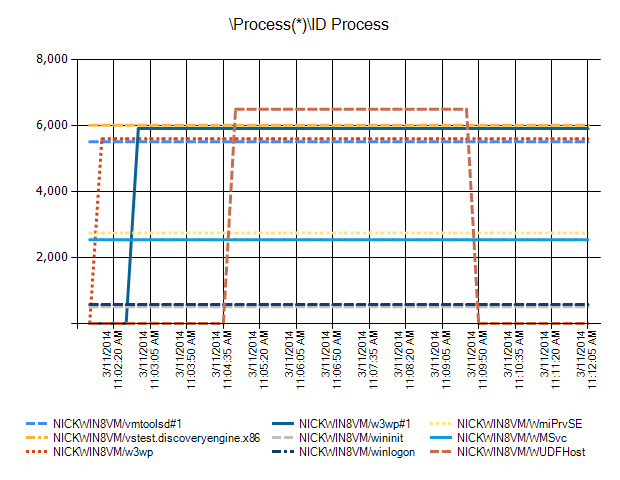 \Process(*)\ID Process
8,000
6,000
4,000
2,000
3/11/2014 11:02:20 AM
3/11/2014 11:03:05 AM
3/11/2014 11:03:50 AM
3/11/2014 11:04:35 AM
3/11/2014 11:05:20 AM
3/11/2014 11:06:05 AM
3/11/2014 11:06:50 AM
3/11/2014 11:07:35 AM
3/11/2014 11:08:20 AM
3/11/2014 11:09:05 AM
3/11/2014 11:09:50 AM
3/11/2014 11:10:35 AM
3/11/2014 11:11:20 AM
3/11/2014 11:12:05 AM
NICKWIN8VM/vmtoolsd#1
NICKWIN8VM/w3wp#1
NICKWIN8VM/WmiPrvSE
NICKWIN8VM/vstest.discoveryengine.x86
NICKWIN8VM/wininit
NICKWIN8VM/WMSvc
NICKWIN8VM/w3wp
NICKWIN8VM/winlogon
NICKWIN8VM/WUDFHost